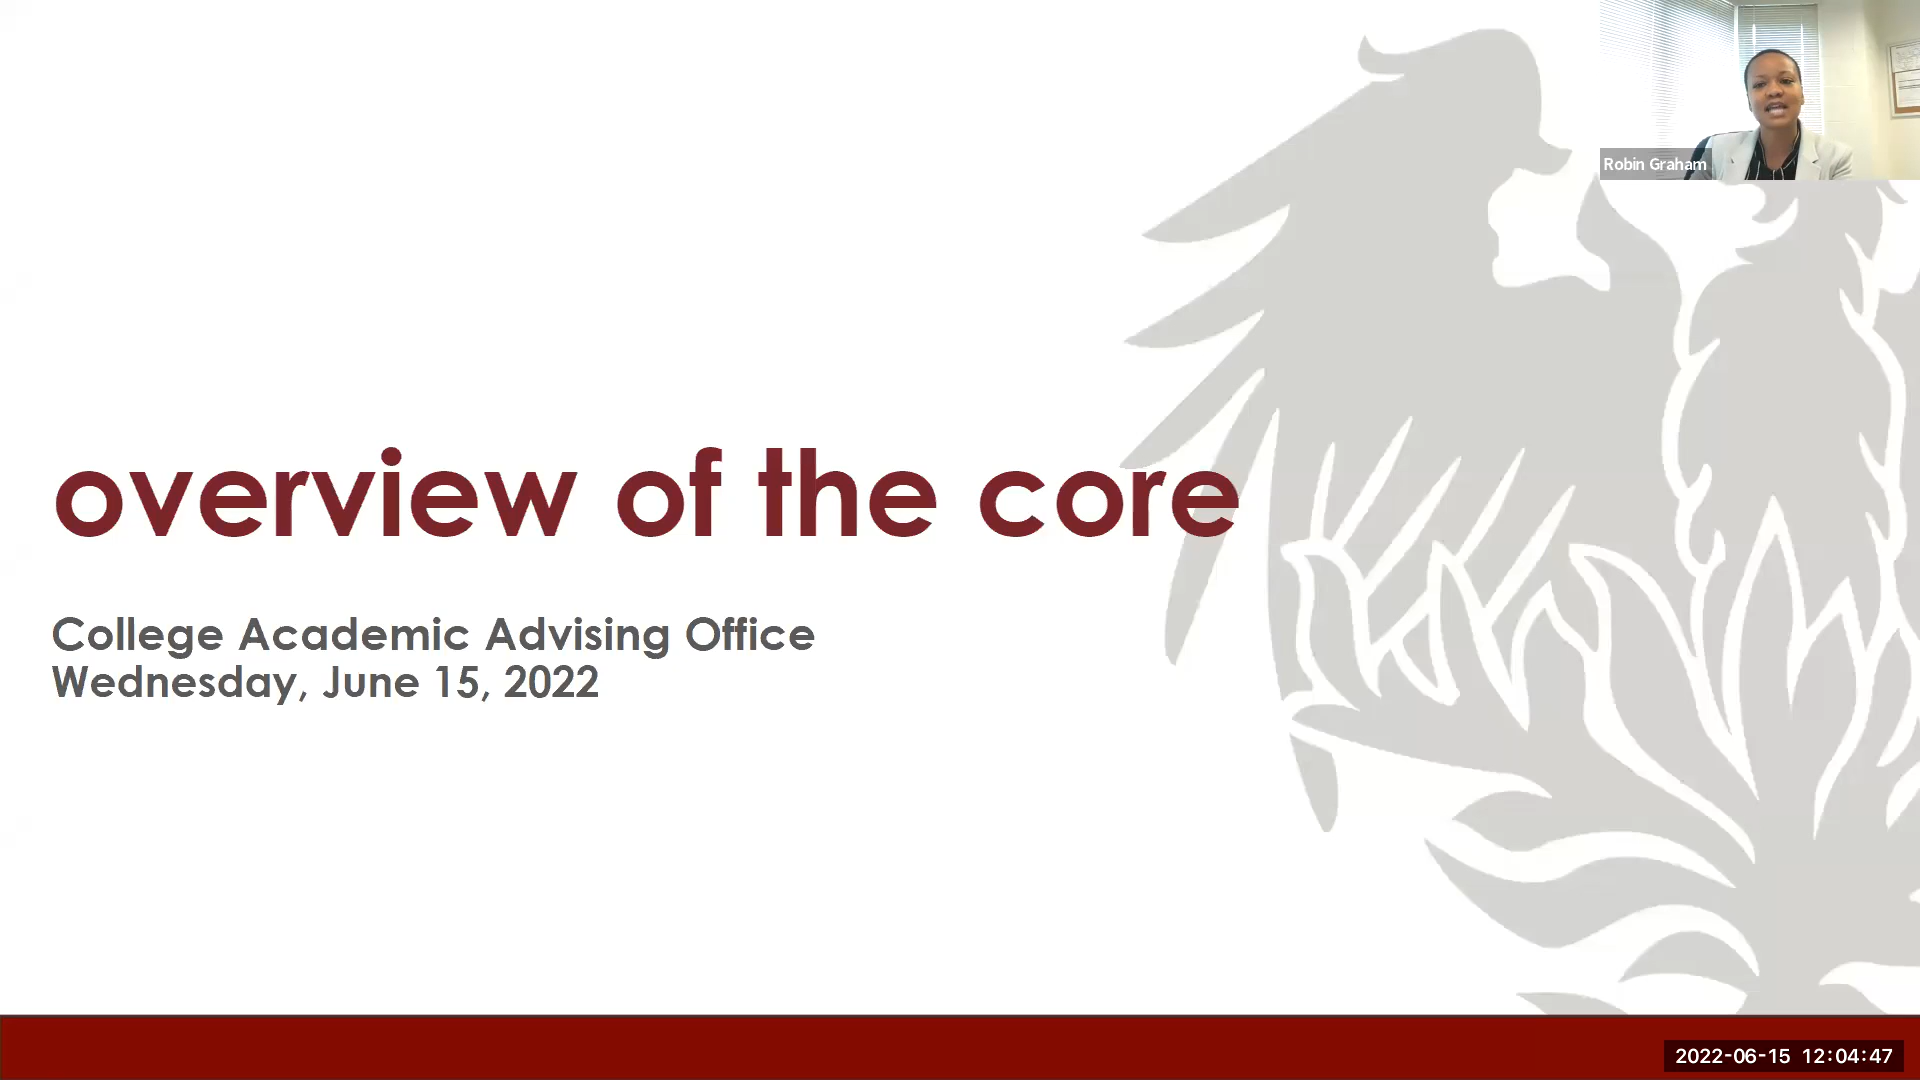 Robin Graham
overview of the core
College Academic Advising Office
Wednesday, June 15, 2022
2022-06-15 12:04:47